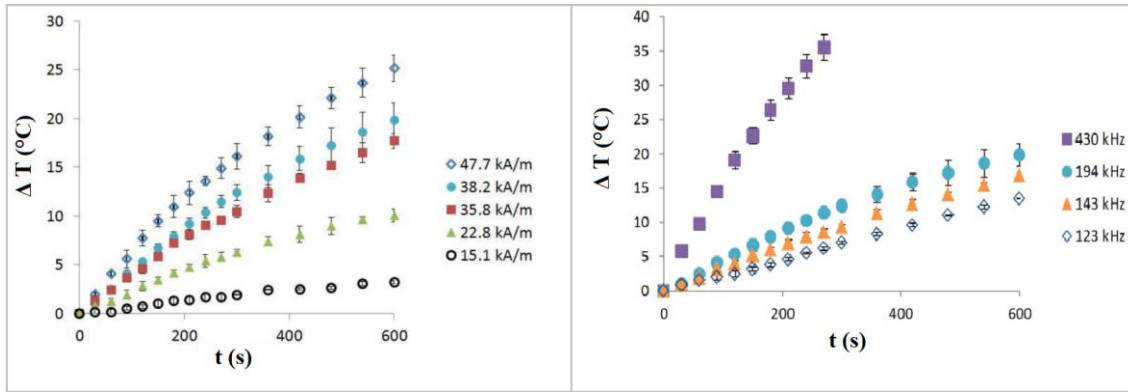 30
25
20
15
10
5
0
Δ T (°C)
0 200 400 600
t (s)
47.7 kA/m
38.2 kA/m
35.8 kA/m
22.8 kA/m
15.1 kA/m
40
35
30
25
20
15
10
5
0
Δ T (°C)
0 200 400 600
t (s)
430 kHz
194 kHz
143 kHz
123 kHz